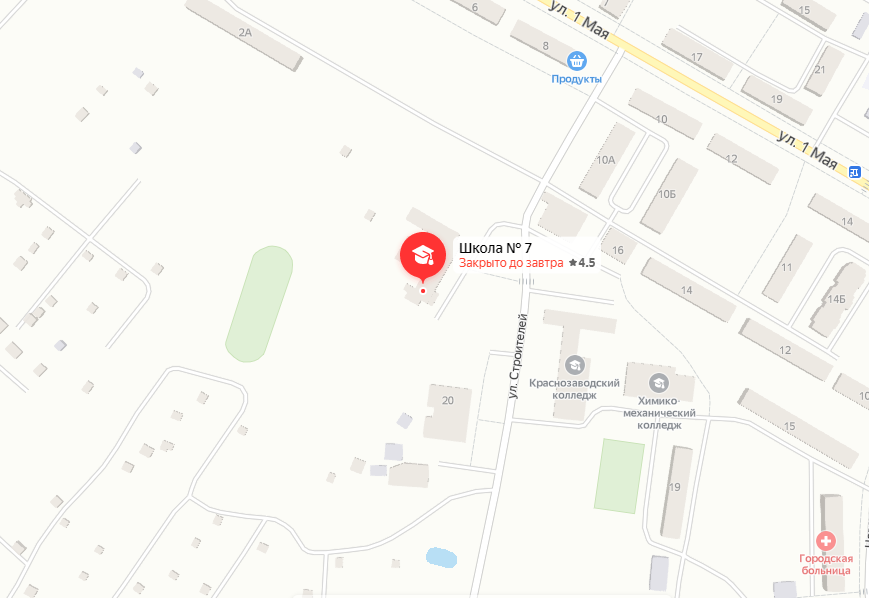 6
ул. 1 Мая
15
2А
8
17
21
Продукты
19
10
ул. 1 Мая
10А
12
10Б
14
Школа № 7
Закрыто до завтра ★4.5
16
11
14
14Б
ул. Строителей
12
Краснозаводский
колледж
Химико-
механический
колледж
10
20
15
19
Городская
больница